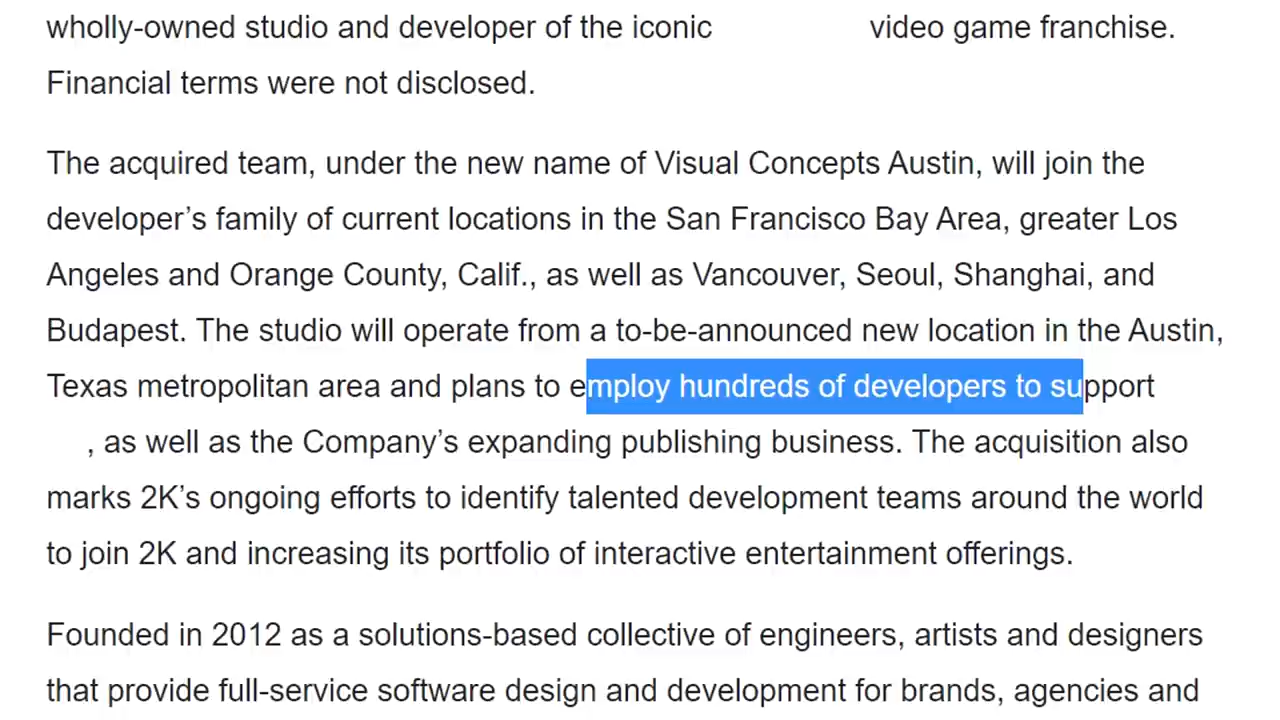 wholly-owned studio and developer of the iconic video game franchise.
Financial terms were not disclosed.
The acquired team, under the new name of Visual Concepts Austin, will join the
developer’s family of current locations in the San Francisco Bay Area, greater Los
Angeles and Orange County, Calif., as well as Vancouver, Seoul, Shanghai, and
Budapest. The studio will operate from a to-be-announced new location in the Austin,
Texas metropolitan area and plans to employ hundreds of developers to support
, as well as the Company’s expanding publishing business. The acquisition also
marks 2K’s ongoing efforts to identify talented development teams around the world
to join 2K and increasing its portfolio of interactive entertainment offerings.
Founded in 2012 as a solutions-based collective of engineers, artists and designers
that provide full-service software design and development for brands, agencies and